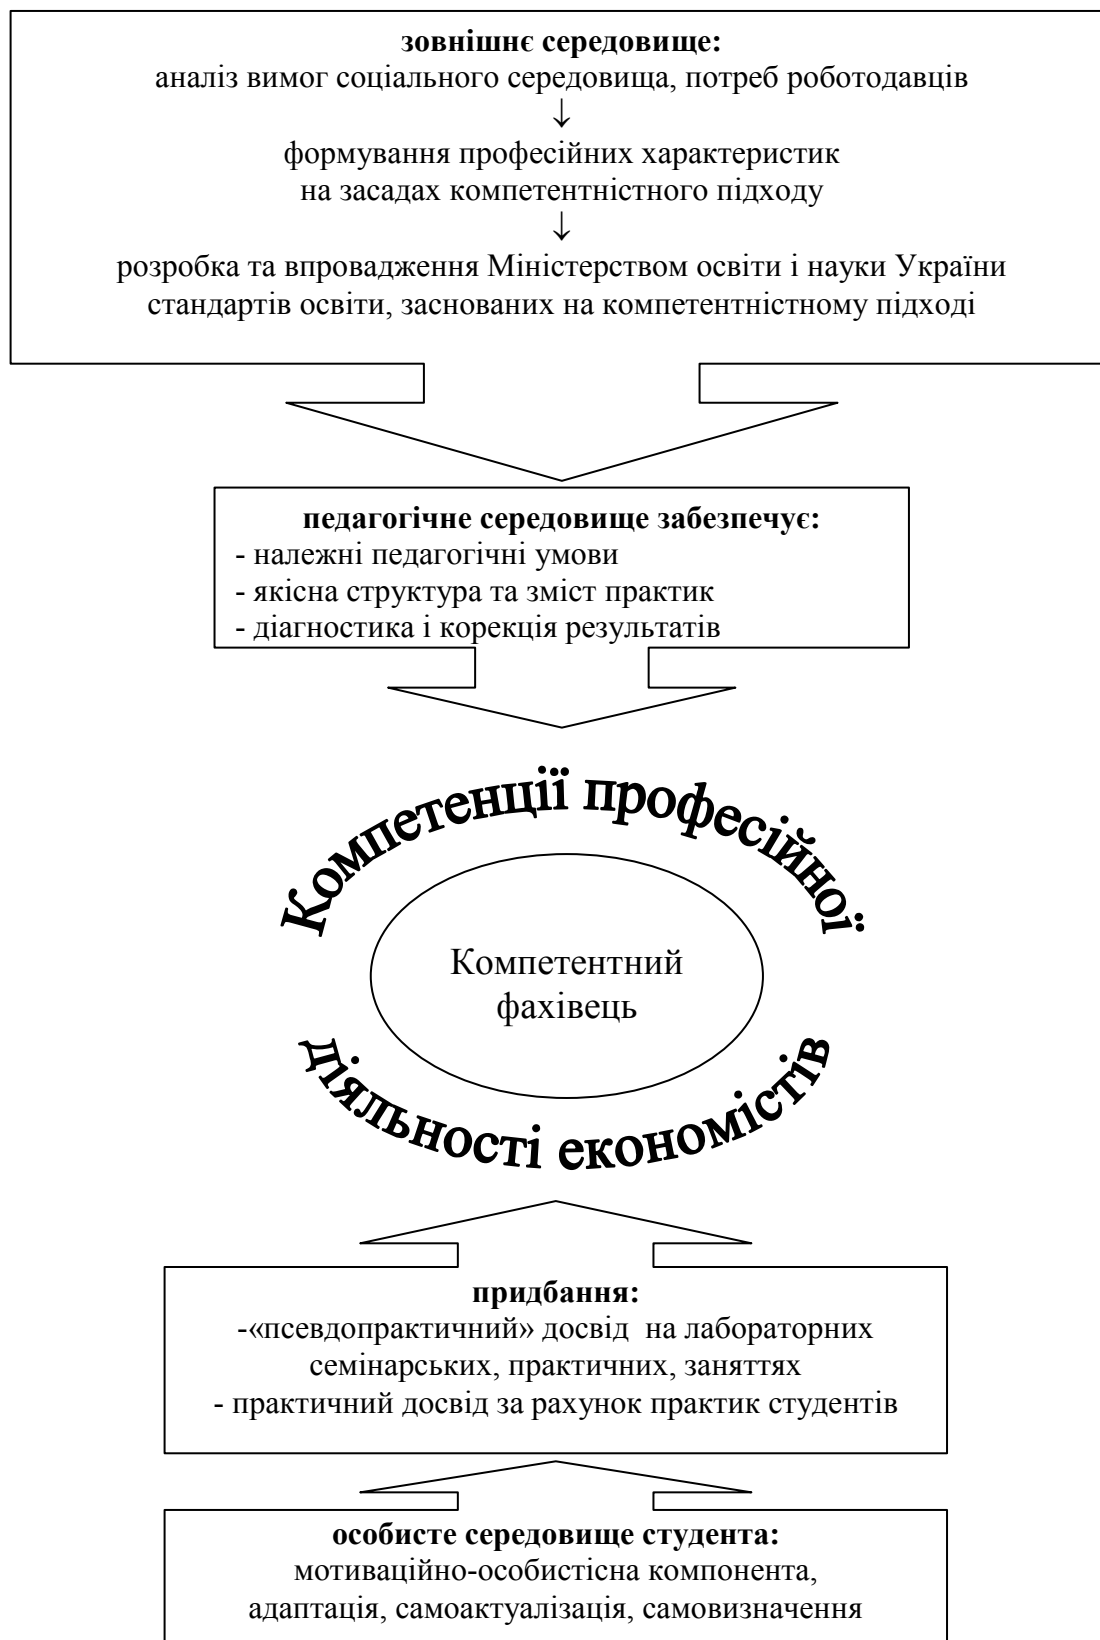 зовнішнє середовище:
аналіз вимог соціального середовища, потреб роботодавців
↓
формування професійних характеристик
на засадах компетентністного підходу
↓
розробка та впровадження Міністерством освіти і науки України
стандартів освіти, заснованих на компетентністному підході
педагогічне середовище забезпечує:
- належні педагогічні умови
- якісна структура та зміст практик
- діагностика і корекція результатів
Компетенції професійної
Компетентний
фахівець
діяльності економістів
придбання:
-«псевдопрактичний» досвід на лабораторних
семінарських, практичних, заняттях
- практичний досвід за рахунок практик студентів
особисте середовище студента:
мотиваційно-особистісна компонента,
адаптація, самоактуалізація, самовизначення